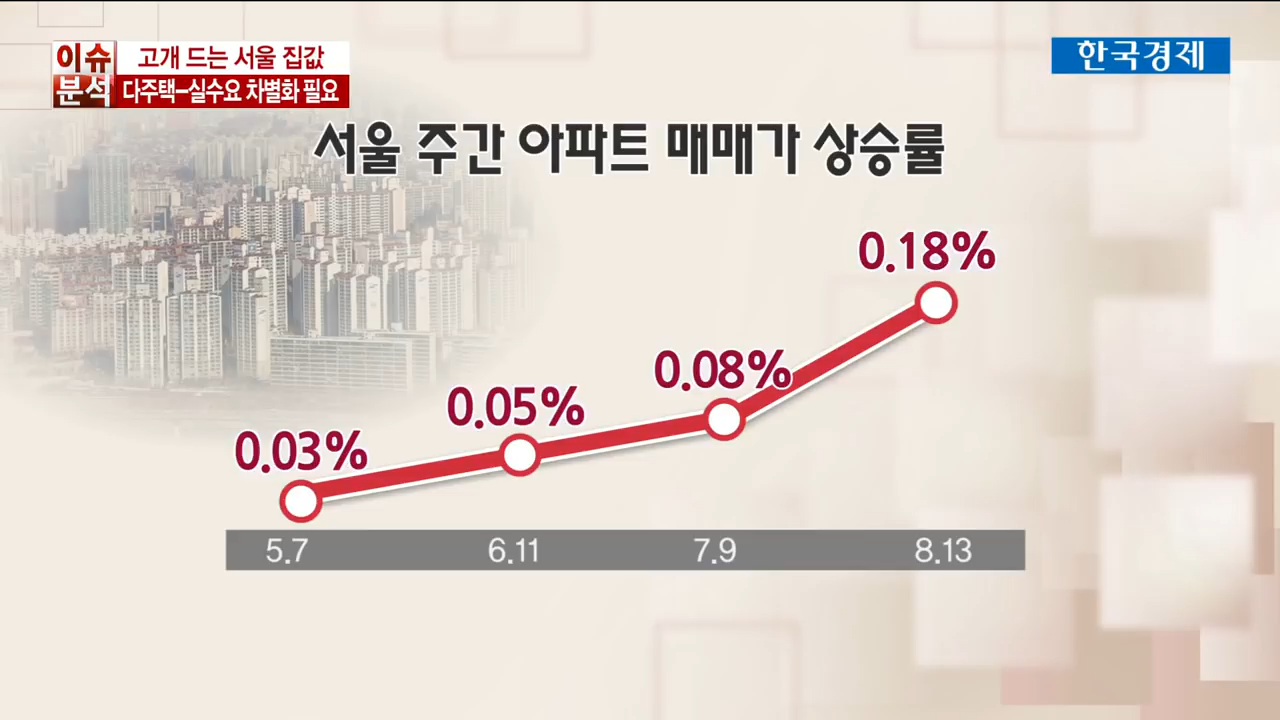 이슈
분석
고개 드는 서울 집값
다주택-실수요 차별화 필요
한국경제
서울 주간 아파트 매매가 상승률
0.18%
0.08%
0.05%
0.03%
5.7 6.11 7.9 8.13